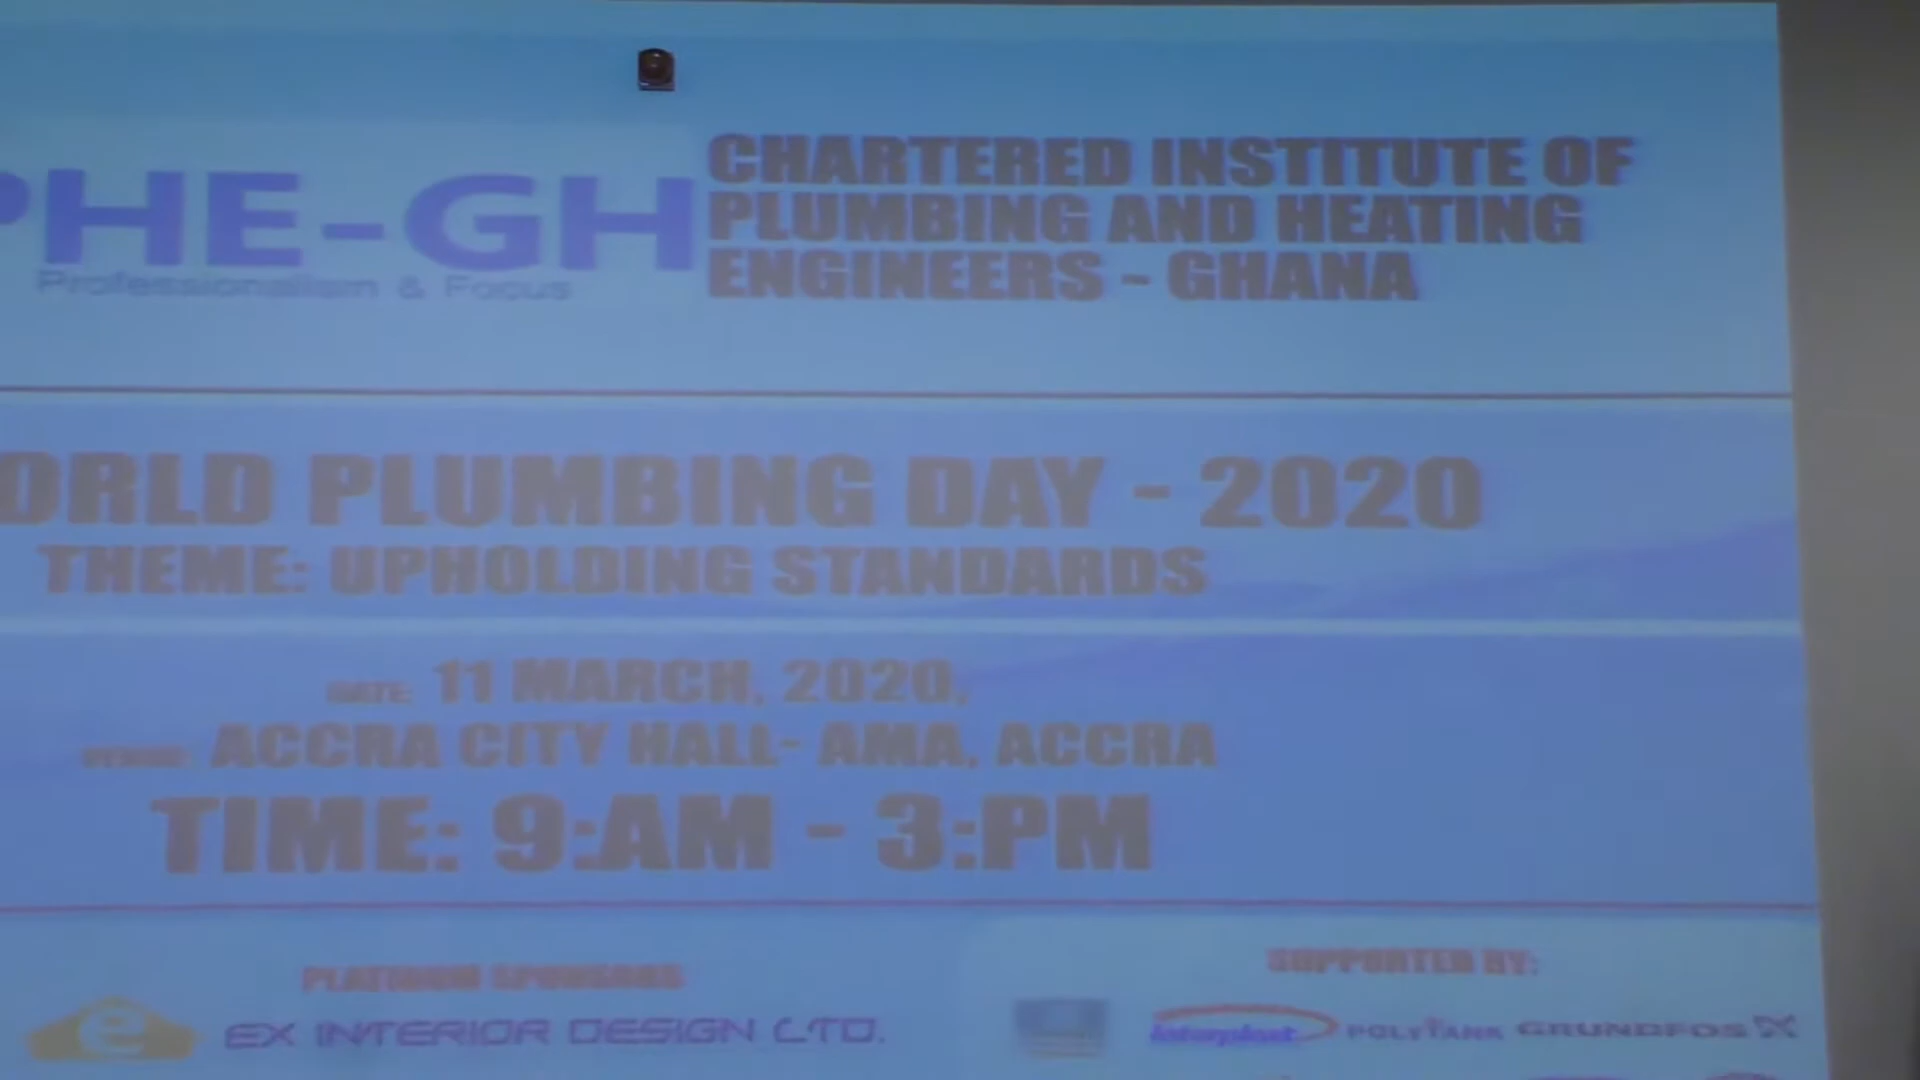 PHE-GH
Professionalism & Focus
CHARTERED INSTITUTE OF
PLUMBING AND HEATING
ENGINEERS - GHANA
ORLD PLUMBING DAY - 2020
THEME: UPHOLDING STANDARDS
DATE: 11 MARCH, 2020,
VENUE: ACCRA CITY HALL- AMA, ACCRA
TIME: 9:AM - 3:PM
PLATINUM SPONSORS
e EX INTERIOR DESIGN LTD.
SUPPORTED BY:
Interplast POLYTANK GRUNDFOS X